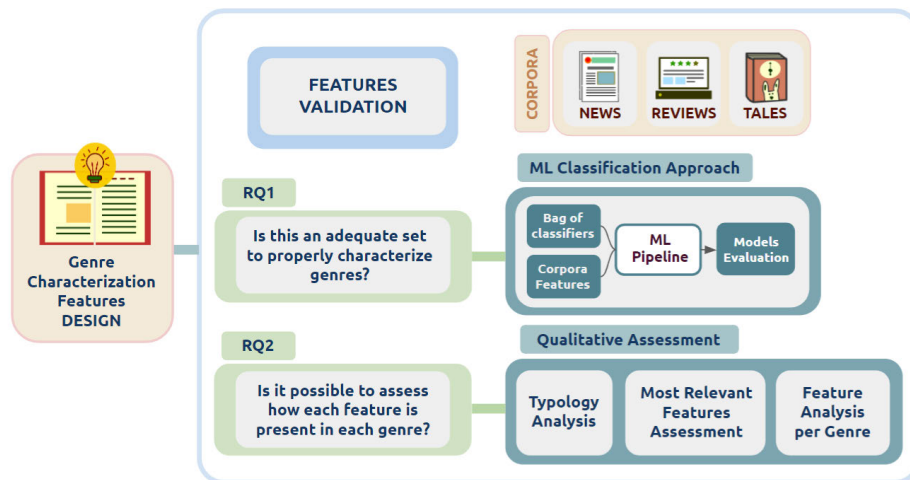 FEATURES
VALIDATION
CORPORA
NEWS
REVIEWS
TALES
Genre
Characterization
Features
DESIGN
RQ1
Is this an adequate set
to properly characterize
genres?
ML Classification Approach
Bag of
classifiers
Corpora
Features
ML
Pipeline
Models
Evaluation
RQ2
Is it possible to assess
how each feature is
present in each genre?
Qualitative Assessment
Typology
Analysis
Most Relevant
Features
Assessment
Feature
Analysis
per Genre